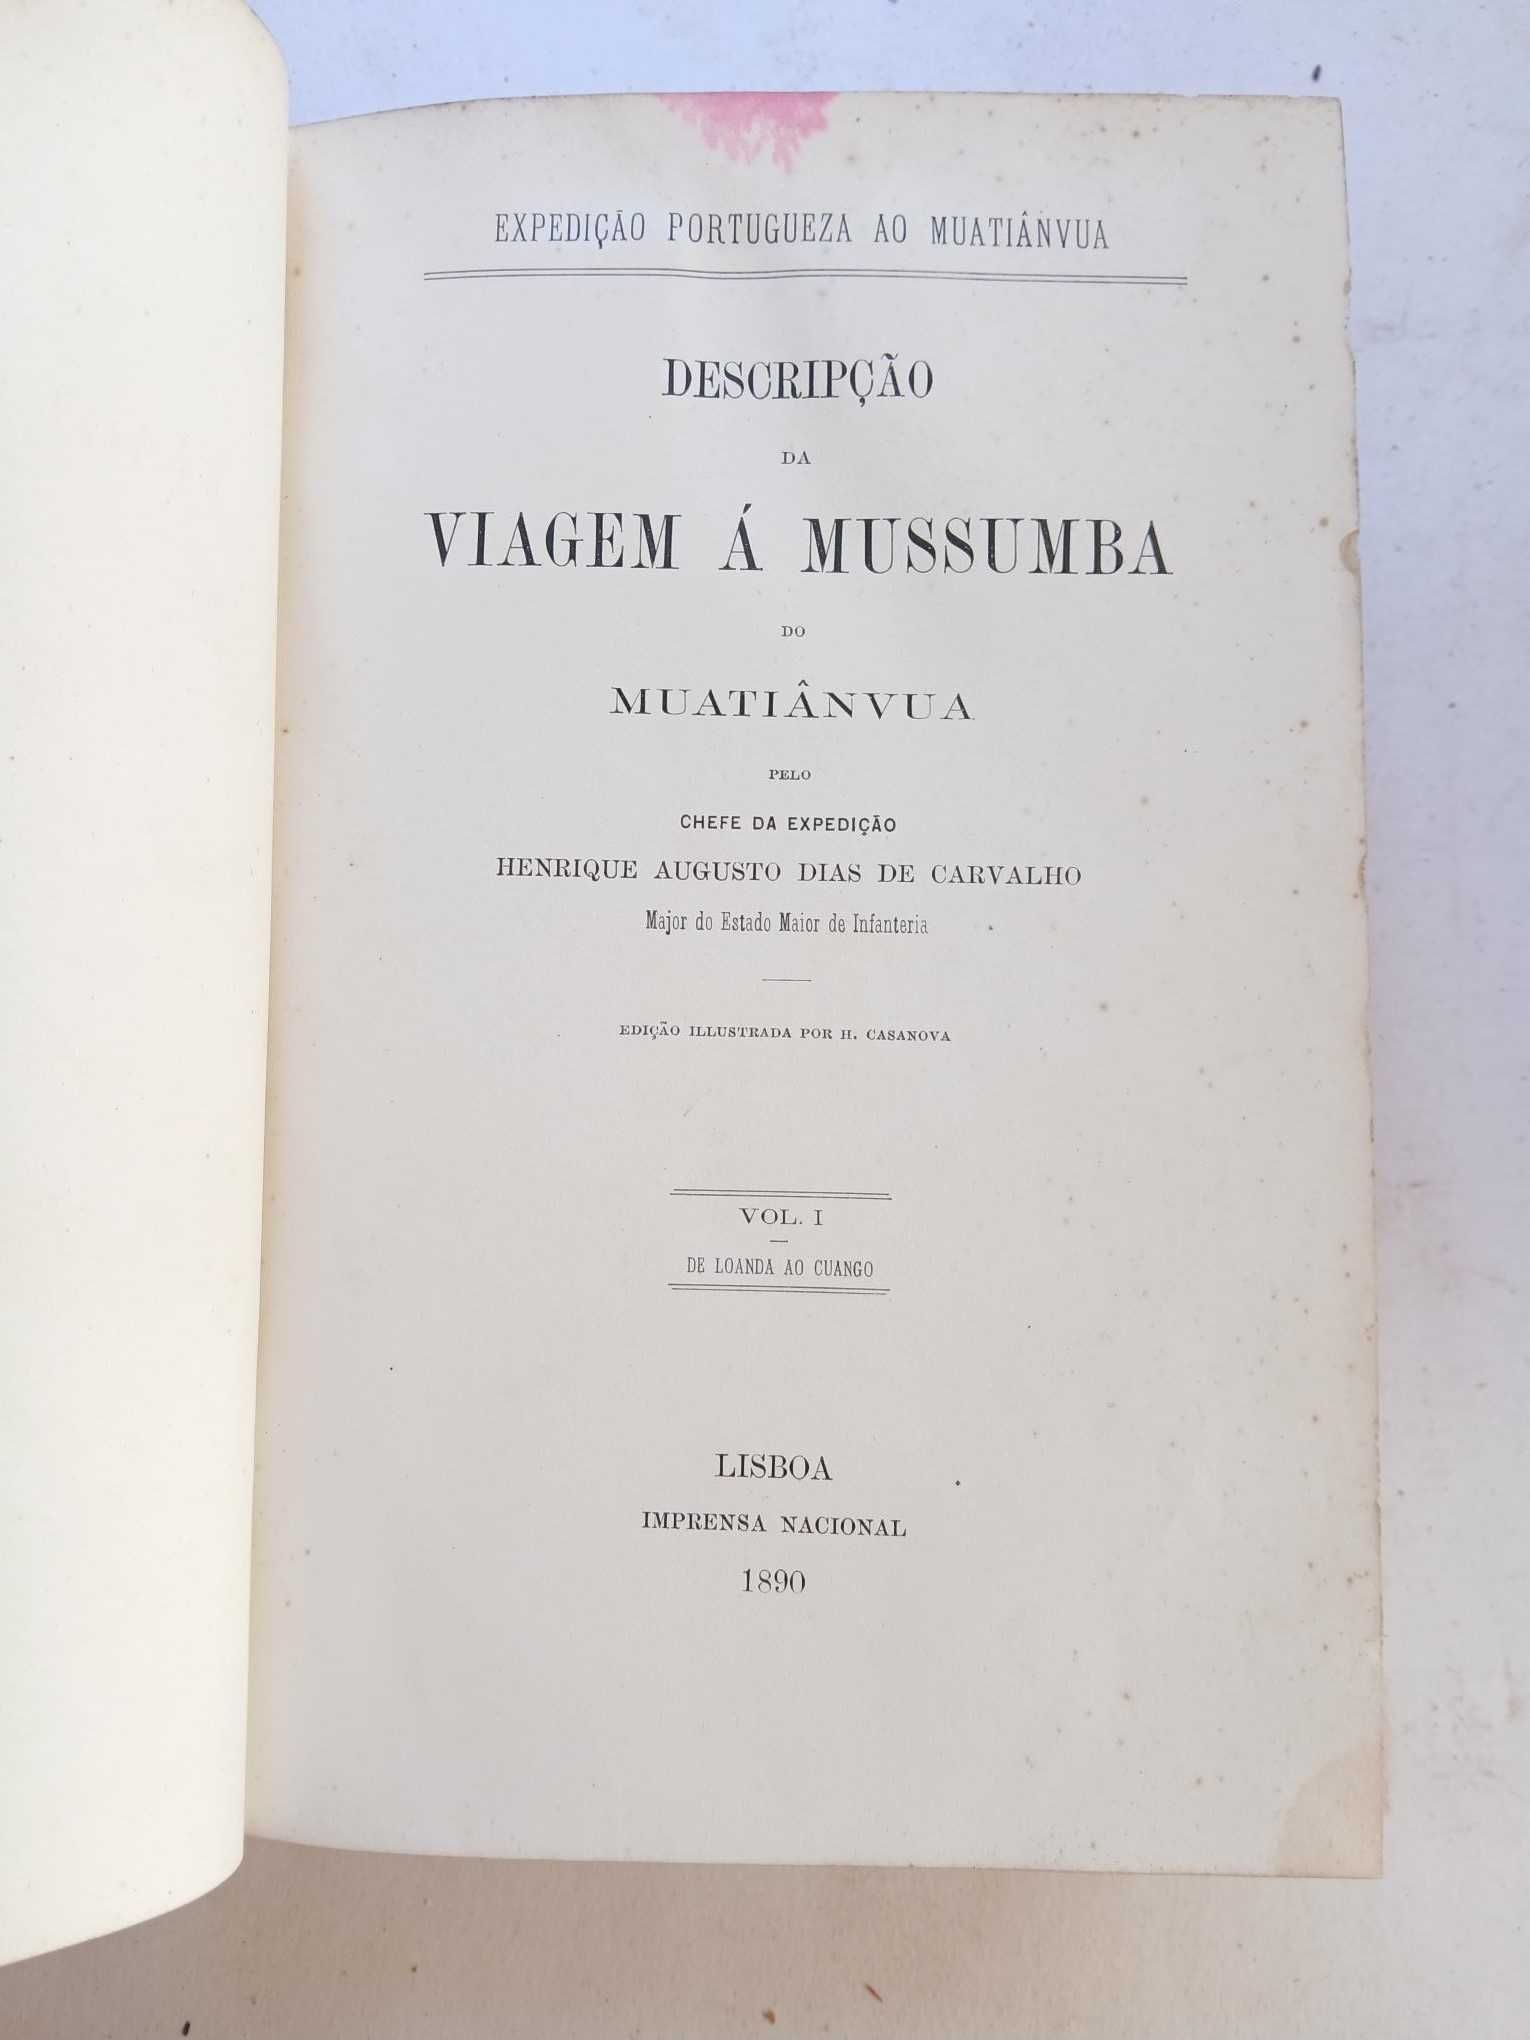 EXPEDIÇÃO PORTUGUEZA AO MUATIÂNVUA
DESCRIPÇÃO
DA
VIAGEM Á MUSSUMBA
DO
MUATIÂNVUA
PELO
CHEFE DA EXPEDIÇÃO
HENRIQUE AUGUSTO DIAS DE CARVALHO
Major do Estado Maior de Infanteria
EDIÇÃO ILLUSTRADA POR H. CASANOVA
VOL. I
DE LOANDA AO CUANGO
LISBOA
IMPRENSA NACIONAL
1890